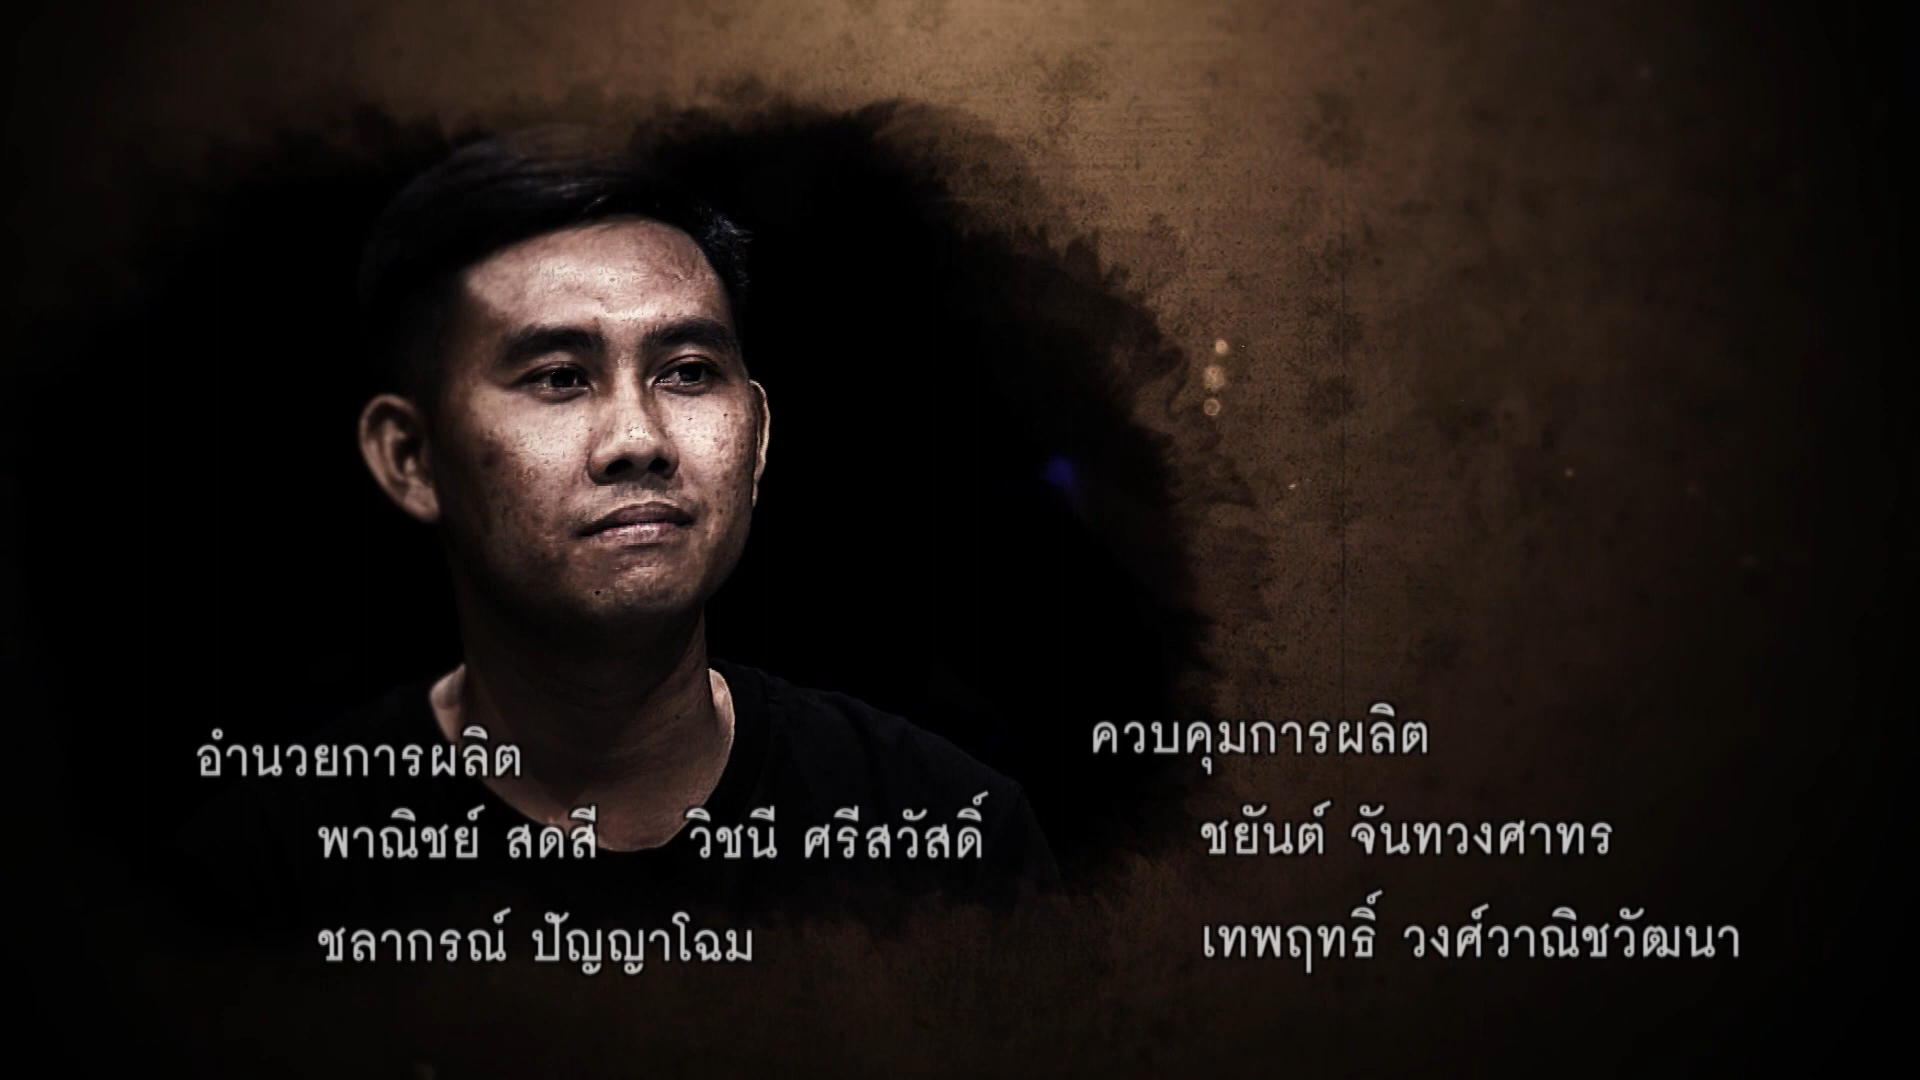 อำนวยการผลิต
พาณิชย์ สดสี วิชนี ศรีสวัสดิ์
ชลากรณ์ ปัญญาโฉม
ควบคุมการผลิต
ชยันต์ จันทวงศาทร
เทพฤทธิ์ วงศ์วาณิชวัฒนา